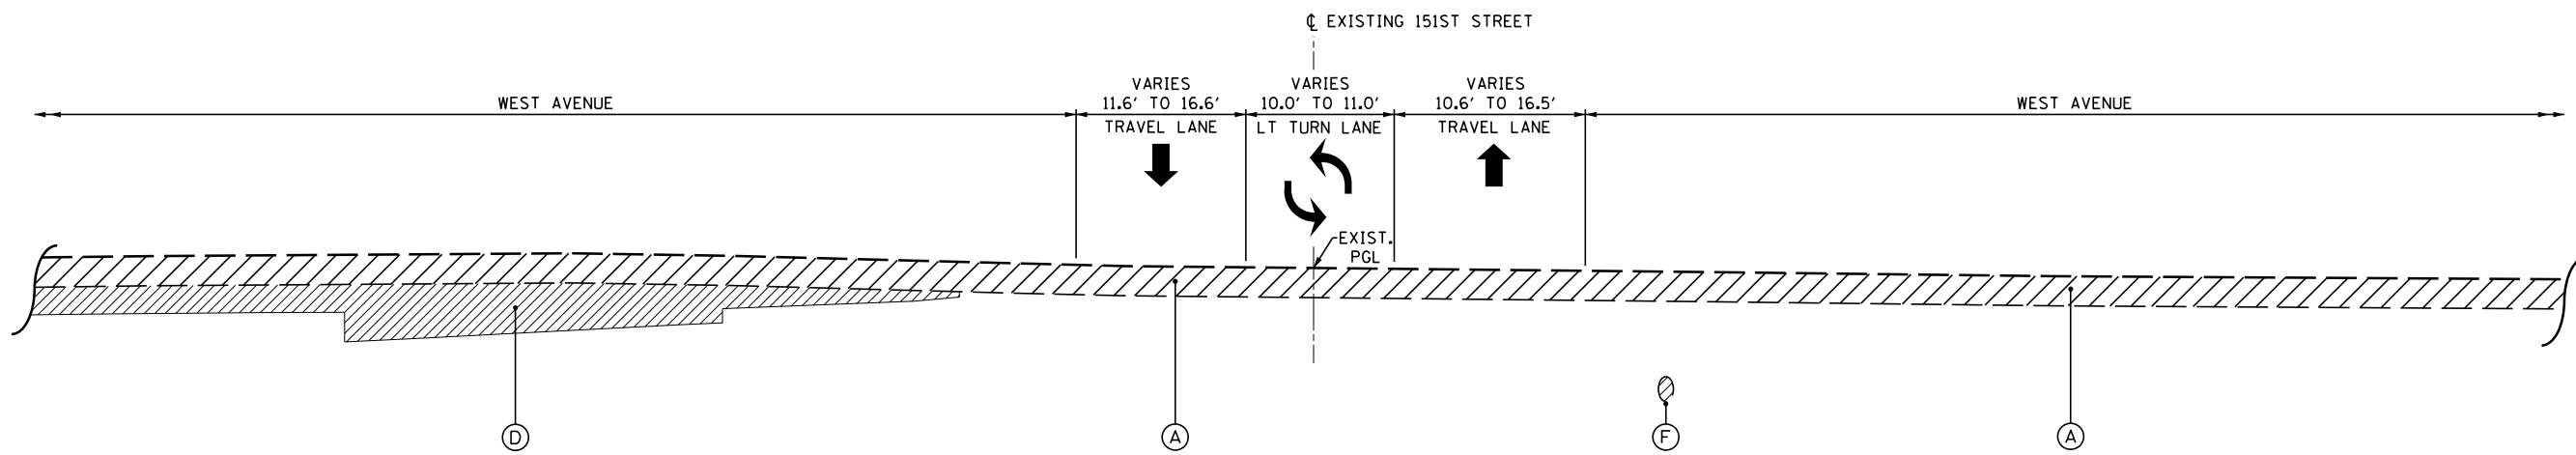 ℄ EXISTING 151ST STREET
WEST AVENUE
VARIES
11.6' TO 16.6'
TRAVEL LANE
VARIES
10.0' TO 11.0'
LT TURN LANE
VARIES
10.6' TO 16.5'
TRAVEL LANE
WEST AVENUE
EXIST.
PGL
D
A
F
A